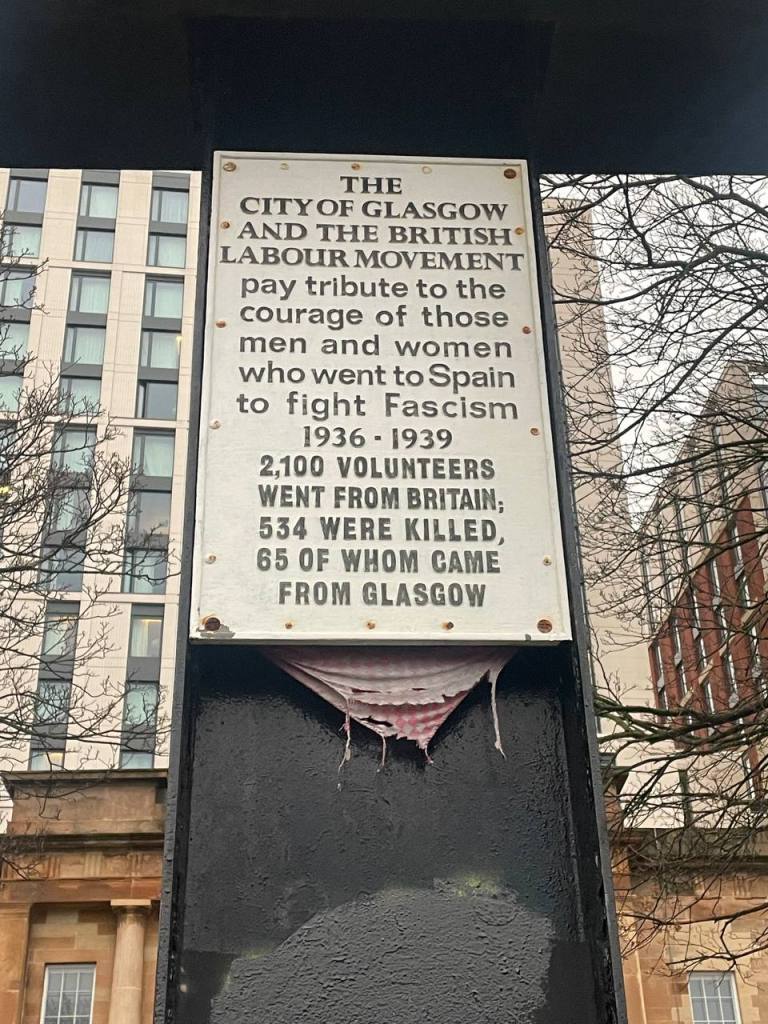 THE
CITY OF GLASGOW
AND THE BRITISH
LABOUR MOVEMENT
pay tribute to the
courage of those
men and women
who went to Spain
to fight Fascism
1936 - 1939
2,100 VOLUNTEERS
WENT FROM BRITAIN;
534 WERE KILLED,
65 OF WHOM CAME
FROM GLASGOW